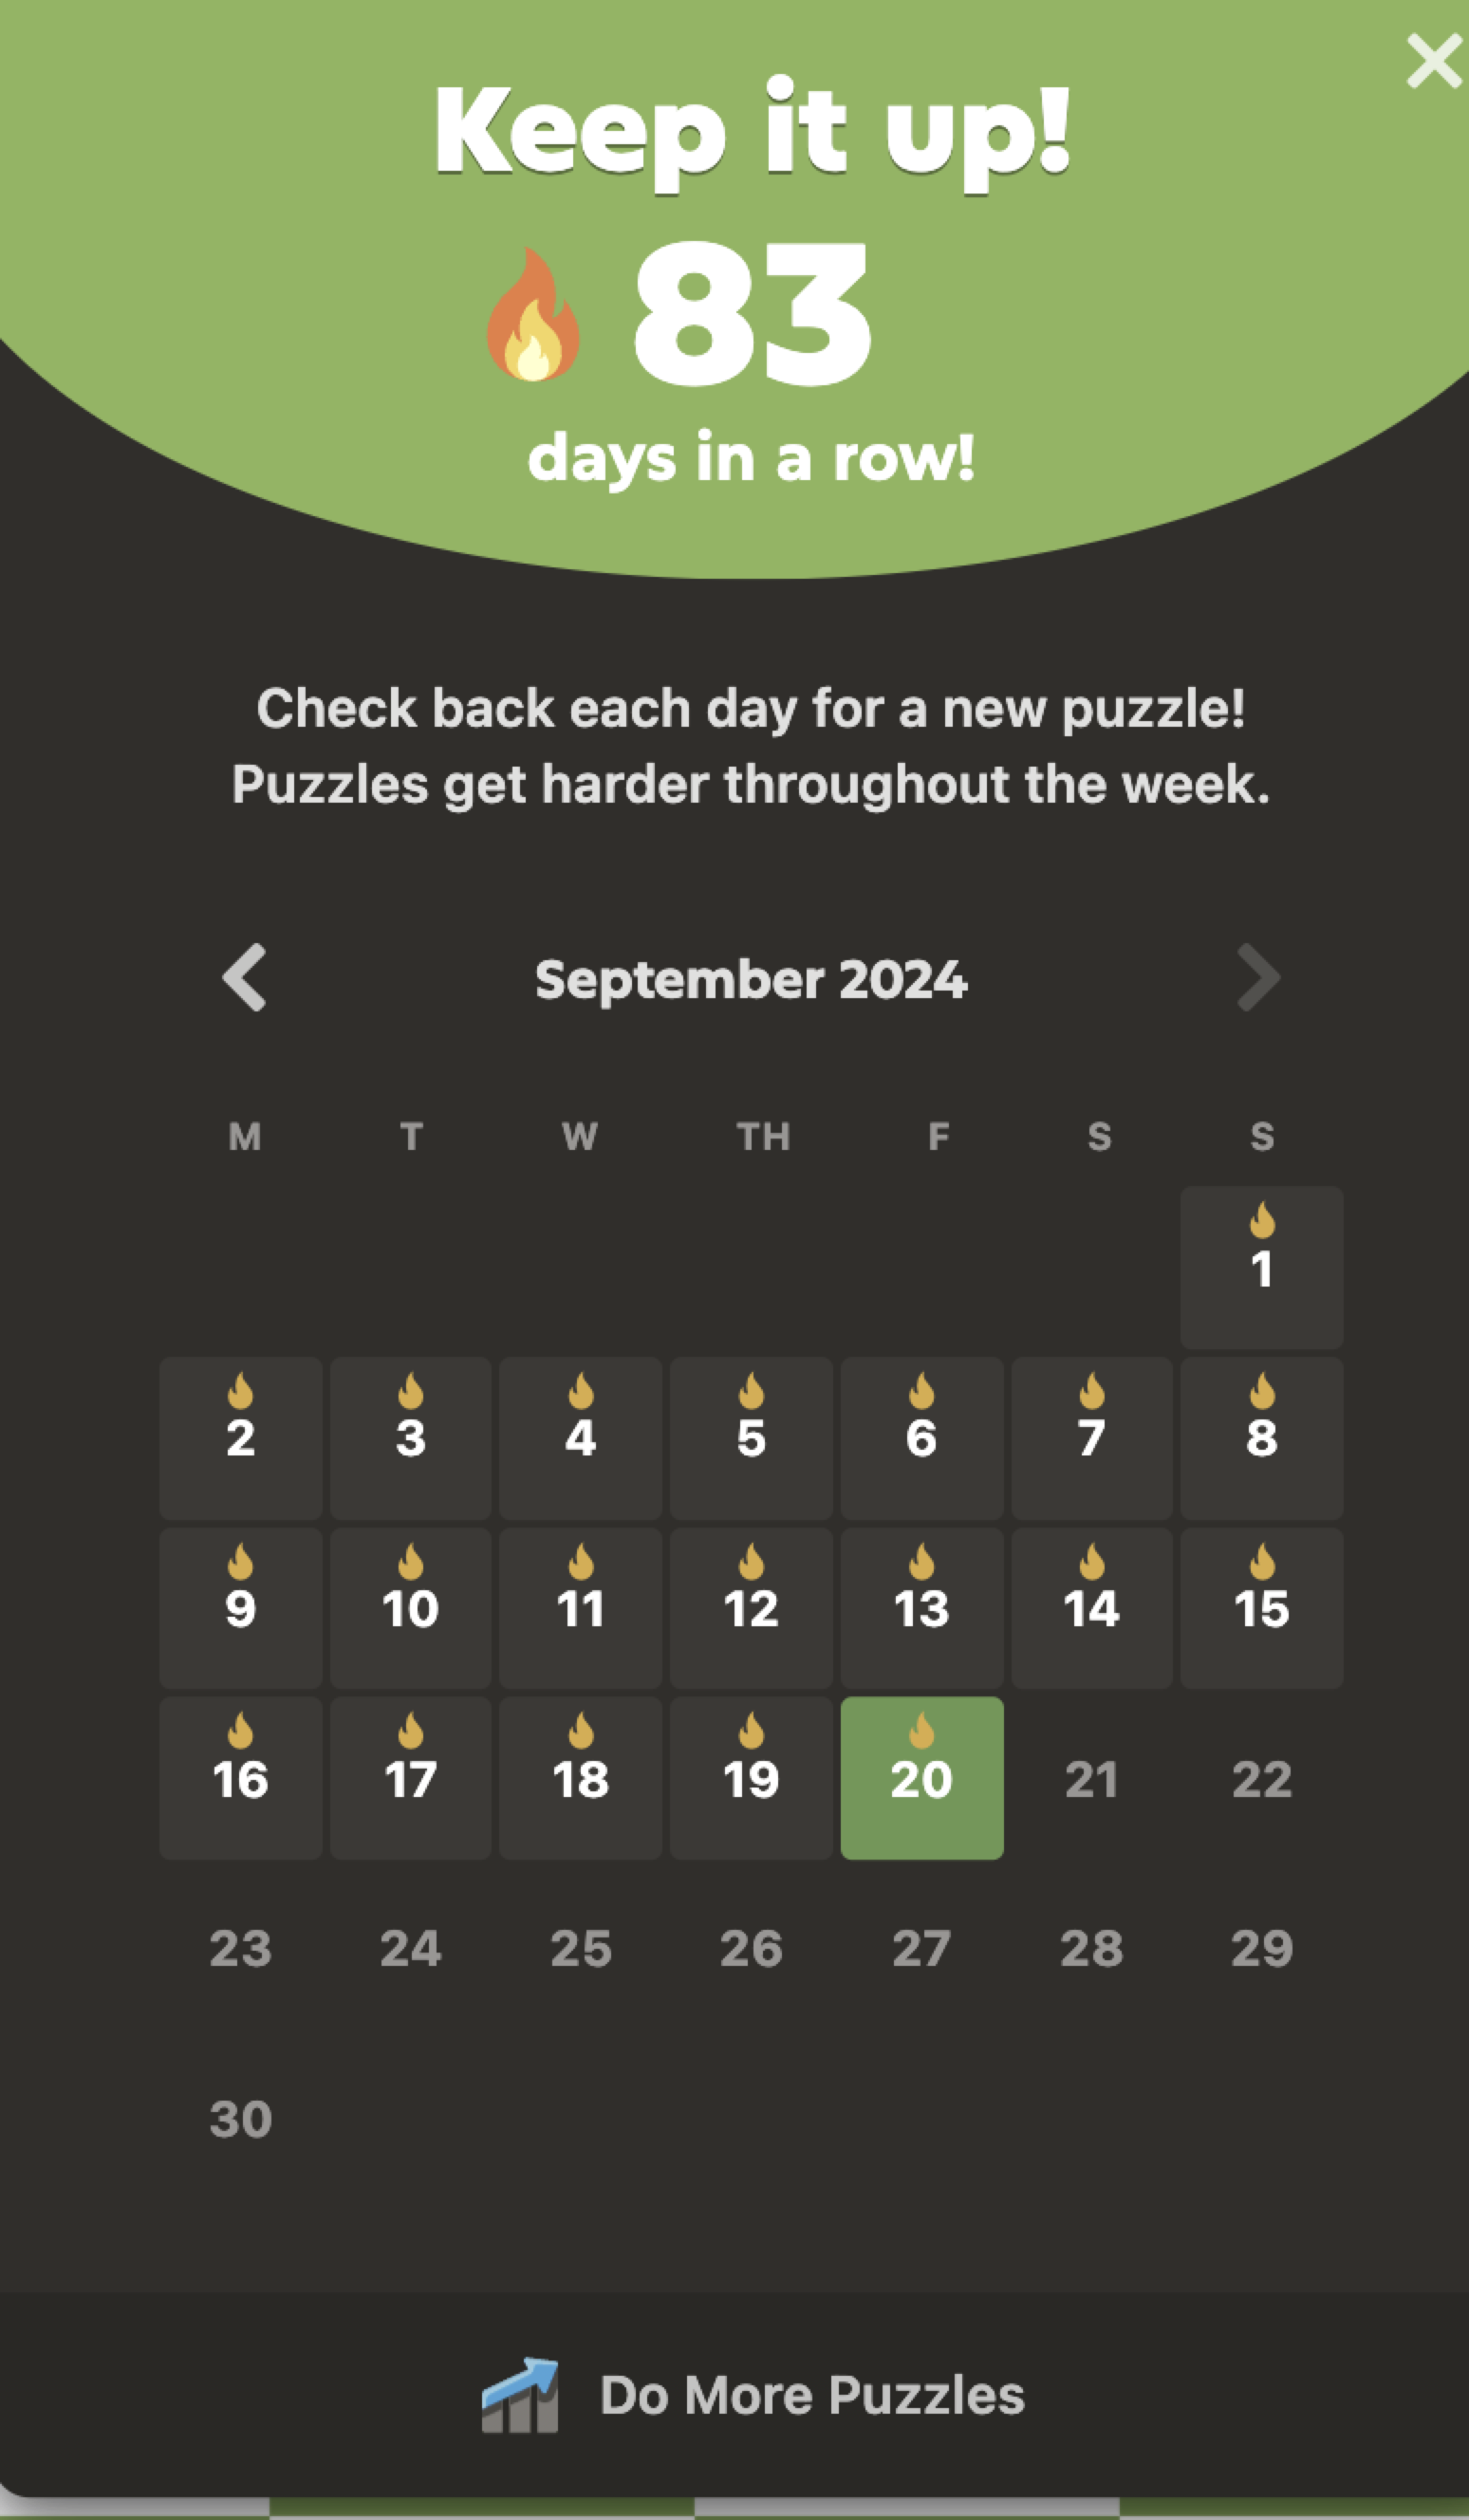 Keep it up!
83
days in a row!
Check back each day for a new puzzle!
Puzzles get harder throughout the week.
September 2024
M T W TH F S S
1
2 3 4 5 6 7 8
9 10 11 12 13 14 15
16 17 18 19 20 21 22
23 24 25 26 27 28 29
30
Do More Puzzles